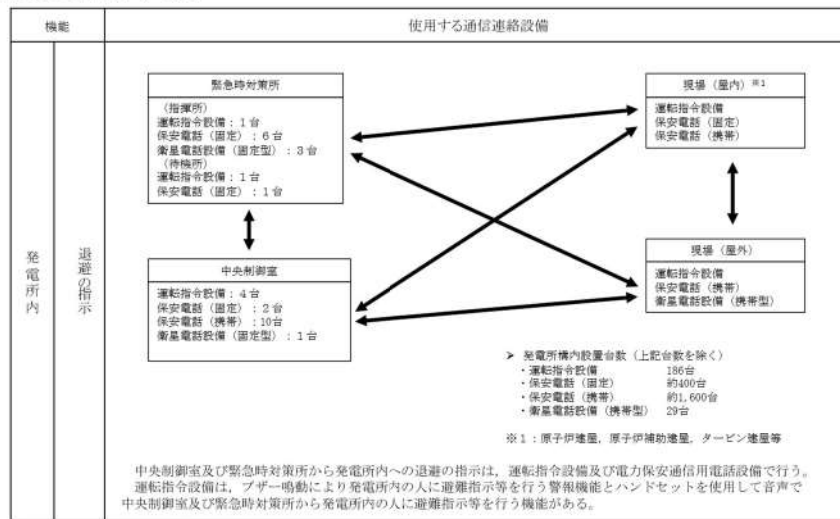 機能
使用する通信連絡設備
発電所内
退避の指示
緊急時対策所
(指揮所)
運転指令設備:1台
保安電話(固定):6台
衛星電話設備(固定型):3台
(待機所)
運転指令設備:1台
保安電話(固定):1台
現場(屋内)※1
運転指令設備
保安電話(固定)
保安電話(携帯)
中央制御室
運転指令設備:4台
保安電話(固定):2台
保安電話(携帯):10台
衛星電話設備(固定型):1台
現場(屋外)
運転指令設備
保安電話(携帯)
衛星電話設備(携帯型)
➢ 発電所構内設置台数(上記台数を除く)
・運転指令設備 186台
・保安電話(固定) 約400台
・保安電話(携帯) 約1,600台
・衛星電話設備(携帯型) 29台
※1:原子炉建屋,原子炉補助建屋,タービン建屋等
中央制御室及び緊急時対策所から発電所内への退避の指示は,運転指令設備及び電力保安通信用電話設備で行う。
運転指令設備は,ブザー鳴動により発電所内の人に避難指示等を行う警報機能とハンドセットを使用して音声で
中央制御室及び緊急時対策所から発電所内の人に避難指示等を行う機能がある。